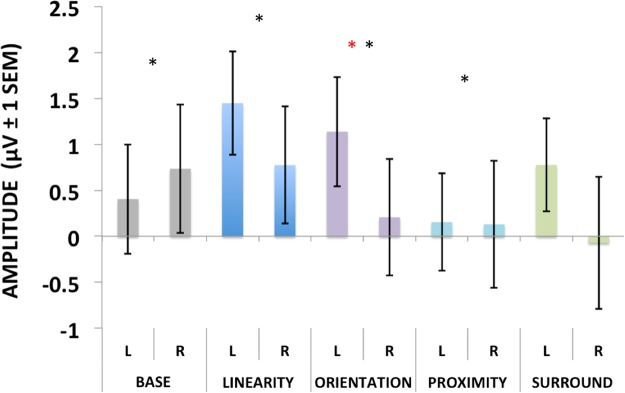 AMPLITUDE (µV ± 1 SEM)
2.5
2
1.5
1
0.5
0
-0.5
-1
* * * * *
L R L R L R L R L R
BASE LINEARITY ORIENTATION PROXIMITY SURROUND